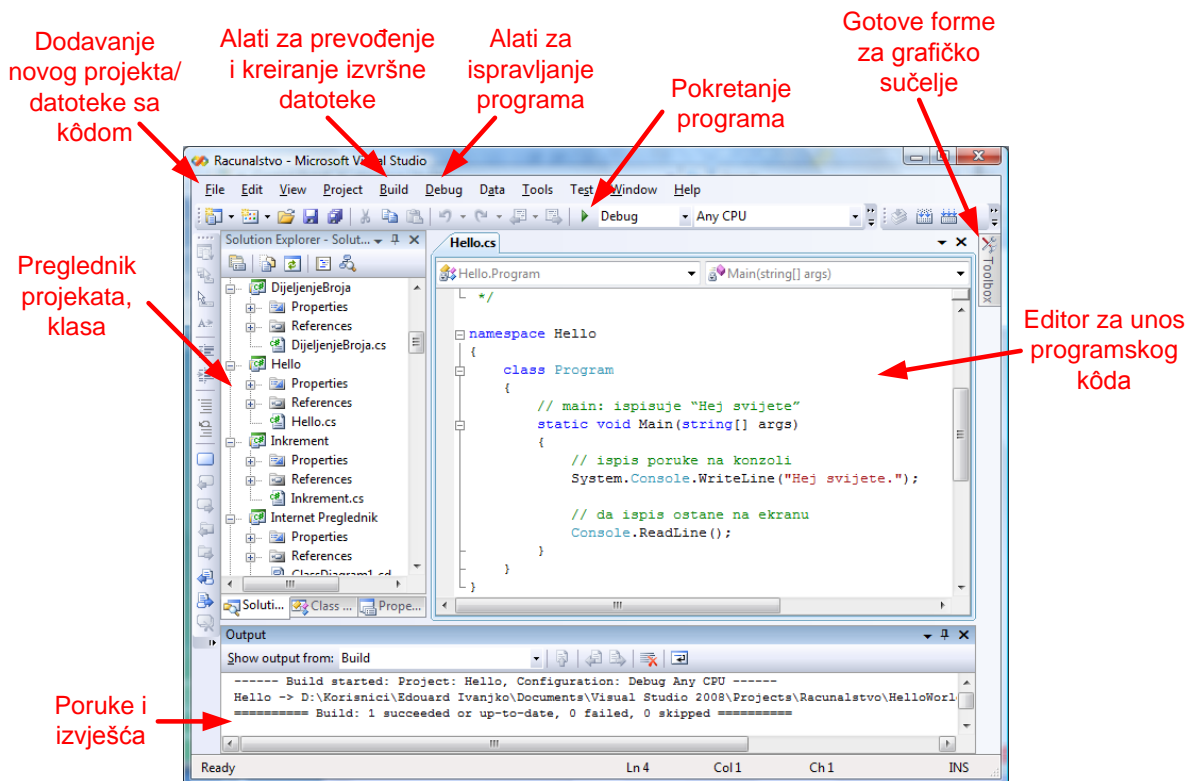 Dodavanje
novog projekta/
datoteke sa
kôdom
Alati za prevođenje
i kreiranje izvršne
datoteke
Alati za
ispravljanje
programa
Pokretanje
programa
Gotove forme
za grafičko
sučelje
Racunalstvo - Microsoft Visual Studio
File Edit View Project Build Debug Data Tools Test Window Help
Debug Any CPU
Solution Explorer - Solut...
Hello.cs
Toolbox
Hello.Program
Main(string[] args)
Preglednik
projekata,
klasa
DijeljenjeBroja
Properties
References
DijeljenjeBroja.cs
Hello
Properties
References
Hello.cs
Inkrement
Properties
References
Inkrement.cs
Internet Preglednik
Properties
References
ClassDiagram1.cd
Soluti... Class ... Prope...
*/
namespace Hello
{
class Program
{
// main: ispisuje “Hej svijete”
static void Main(string[] args)
{
// ispis poruke na konzoli
System.Console.WriteLine("Hej svijete.");
// da ispis ostane na ekranu
Console.ReadLine();
}
}
}
Editor za unos
programskog
kôda
Output
Show output from: Build
------ Build started: Project: Hello, Configuration: Debug Any CPU ------
Hello -> D:\Korisnici\Edouard Ivanjko\Documents\Visual Studio 2008\Projects\Racunalstvo\HelloWorl
========== Build: 1 succeeded or up-to-date, 0 failed, 0 skipped ==========
Poruke i
izvješća
Ready Ln 4 Col 1 Ch 1 INS